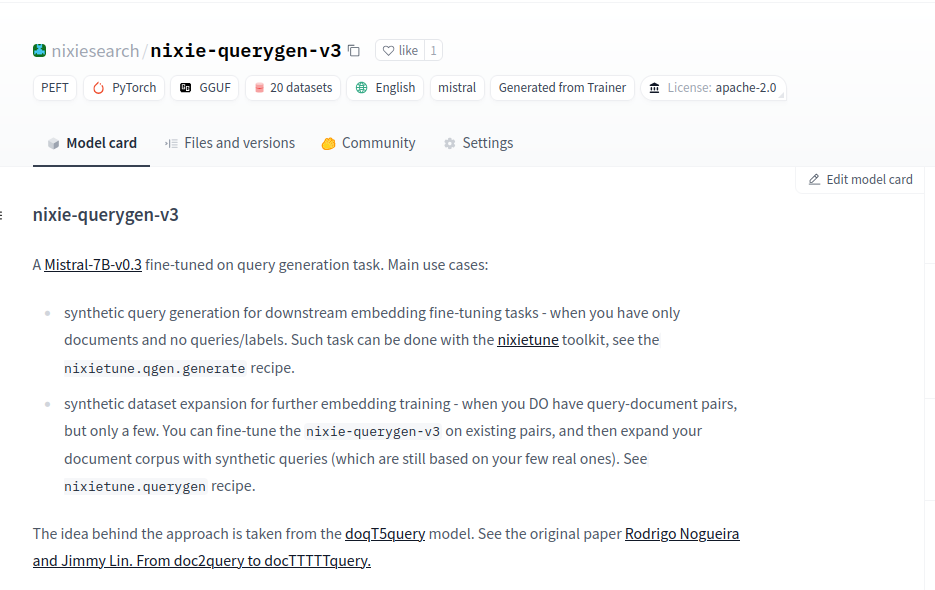 nixiesearch/nixie-querygen-v3 like 1
PEFT PyTorch GGUF 20 datasets English mistral Generated from Trainer License: apache-2.0
Model card Files and versions Community Settings
Edit model card
nixie-querygen-v3
A Mistral-7B-v0.3 fine-tuned on query generation task. Main use cases:
synthetic query generation for downstream embedding fine-tuning tasks - when you have only
documents and no queries/labels. Such task can be done with the nixietune toolkit, see the
nixietune.qgen.generate recipe.
synthetic dataset expansion for further embedding training - when you DO have query-document pairs,
but only a few. You can fine-tune the nixie-querygen-v3 on existing pairs, and then expand your
document corpus with synthetic queries (which are still based on your few real ones). See
nixietune.querygen recipe.
The idea behind the approach is taken from the doqT5query model. See the original paper Rodrigo Nogueira
and Jimmy Lin. From doc2query to docTTTTTquery.